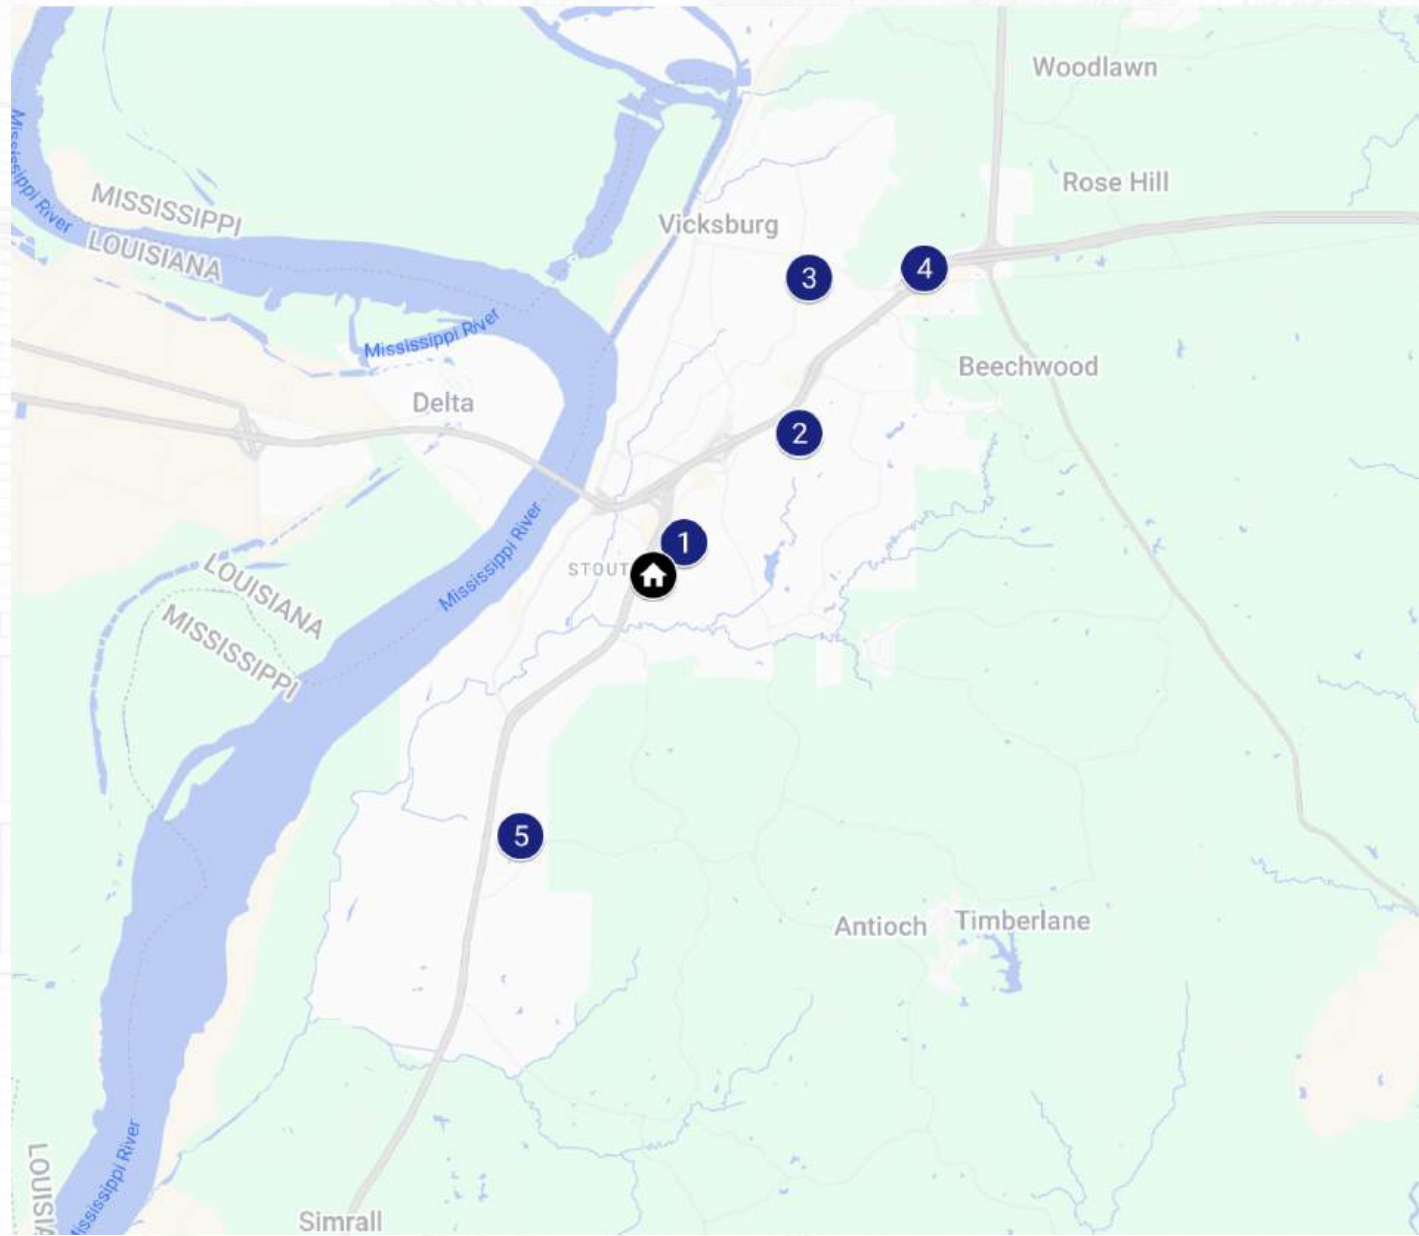 Woodlawn
Rose Hill
Mississippi River
MISSISSIPPI
LOUISIANA
Vicksburg
3
4
Mississippi River
Beechwood
Delta
2
Mississippi River
1
STOUT
LOUISIANA
MISSISSIPPI
5
Antioch
Timberlane
Mississippi River
LOUISIA
Simrall